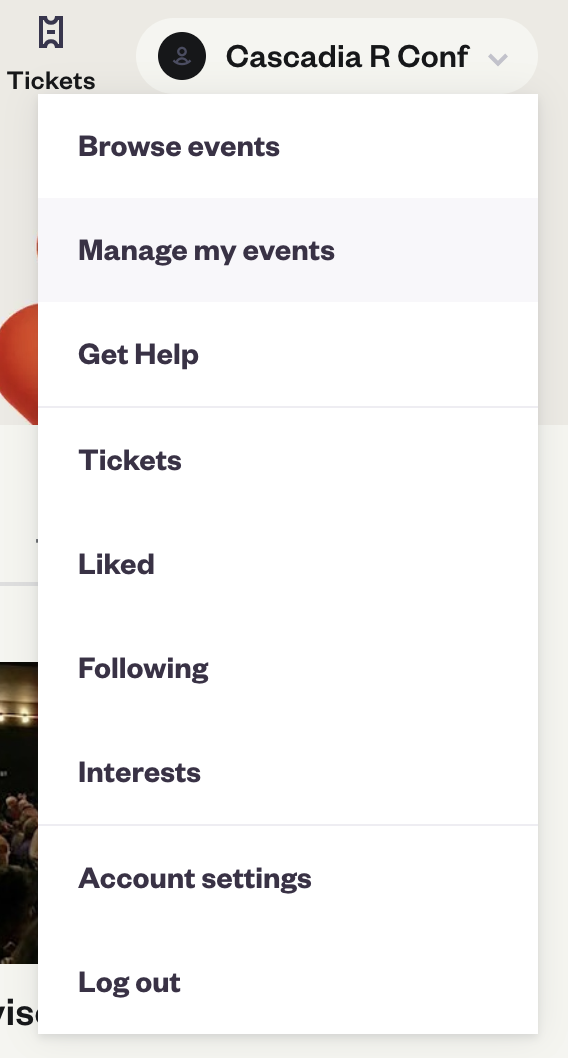 Tickets
Cascadia R Conf
Browse events
Manage my events
Get Help
Tickets
Liked
Following
Interests
Account settings
Log out